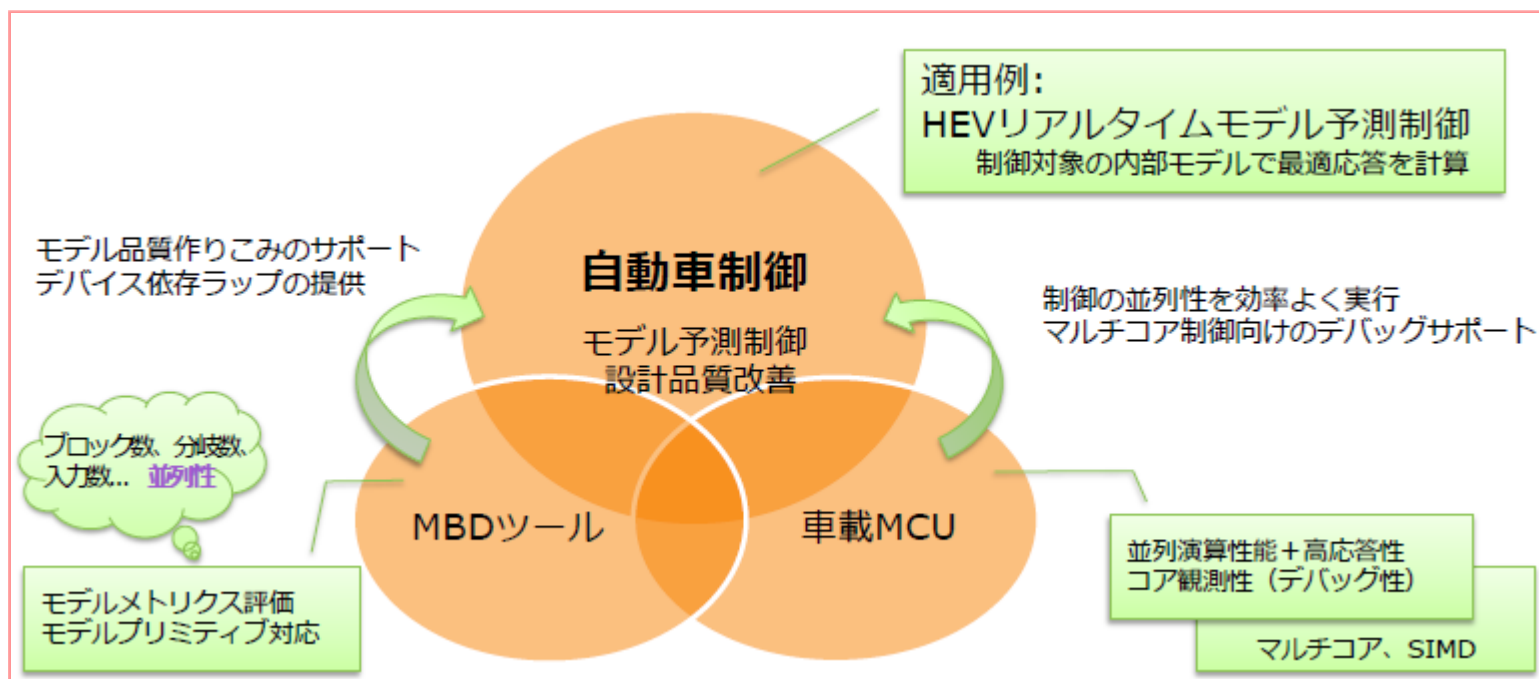 適用例:
HEVリアルタイムモデル予測制御
制御対象の内部モデルで最適応答を計算
モデル品質作りこみのサポート
デバイス依存ラップの提供
自動車制御
モデル予測制御
設計品質改善
制御の並列性を効率よく実行
マルチコア制御向けのデバッグサポート
ブロック数、分岐数、
入力数... 並列性
MBDツール
車載MCU
モデルメトリクス評価
モデルプリミティブ対応
並列演算性能+高応答性
コア観測性(デバッグ性)
マルチコア、SIMD